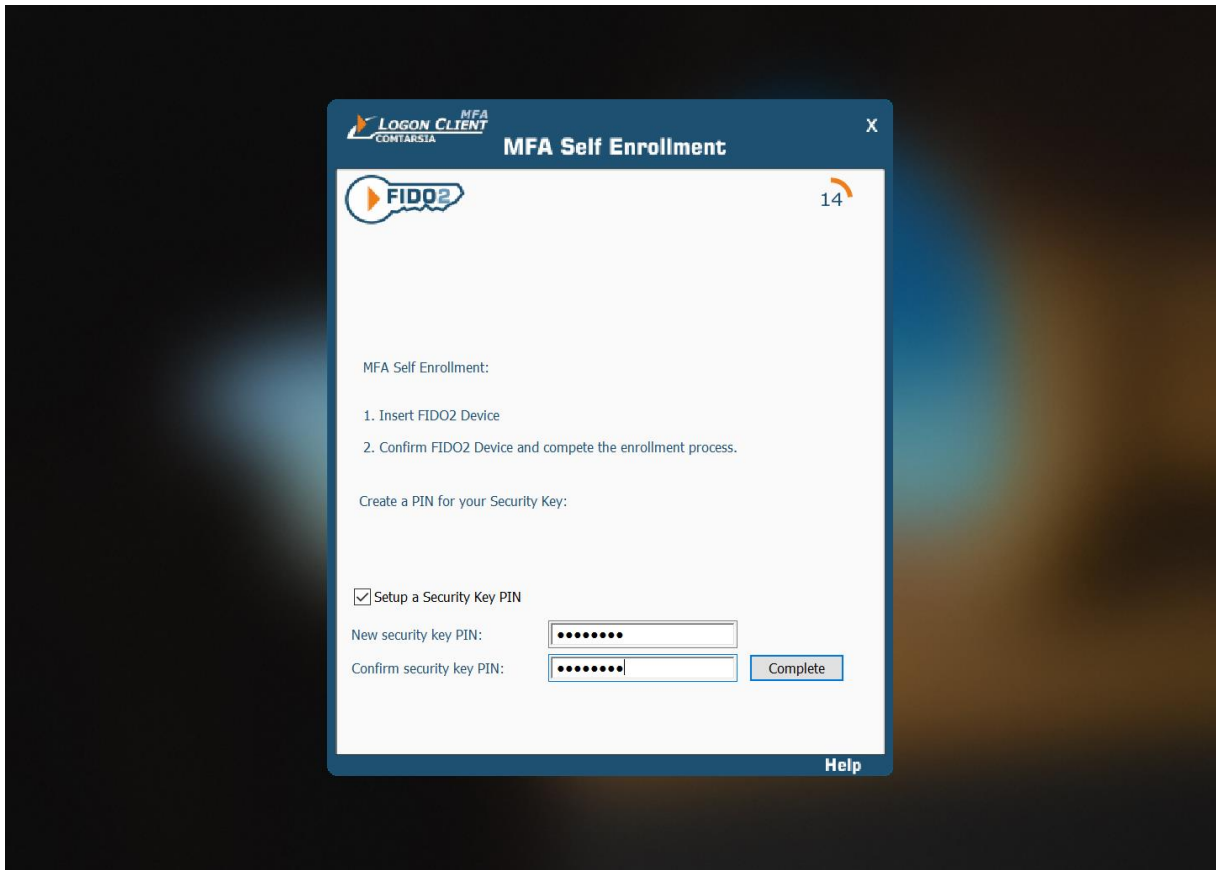 MFA
LOGON CLIENT
COMTARSIA
MFA Self Enrollment
X
FIDO2
14
MFA Self Enrollment:
1. Insert FIDO2 Device
2. Confirm FIDO2 Device and compete the enrollment process.
Create a PIN for your Security Key:
Setup a Security Key PIN
New security key PIN: ••••••••
Confirm security key PIN: ••••••••
Complete
Help